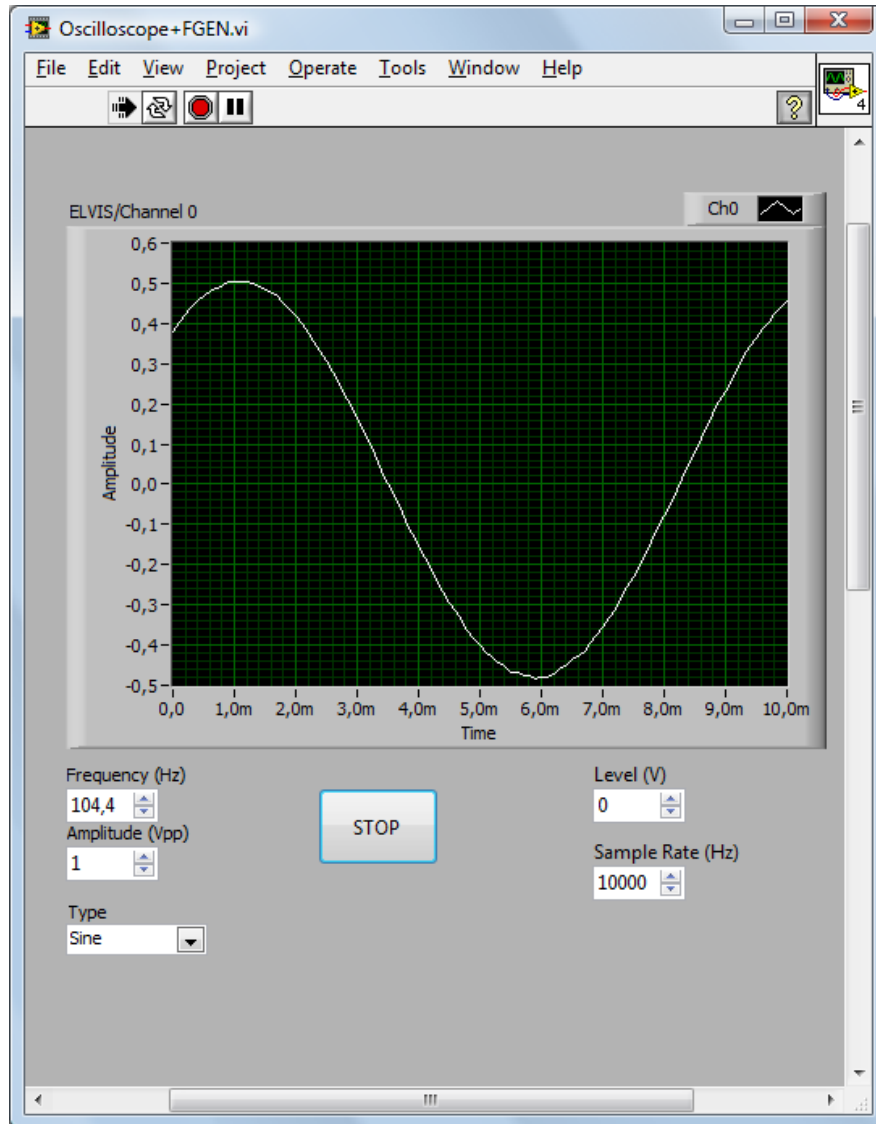 Oscilloscope+FGEN.vi
File Edit View Project Operate Tools Window Help
4
ELVIS/Channel 0
Ch0
Amplitude
0,6
0,5
0,4
0,3
0,2
0,1
0,0
-0,1
-0,2
-0,3
-0,4
-0,5
0,0 1,0m 2,0m 3,0m 4,0m 5,0m 6,0m 7,0m 8,0m 9,0m 10,0m
Time
Frequency (Hz)
104,4
Amplitude (Vpp)
1
Type
Sine
STOP
Level (V)
0
Sample Rate (Hz)
10000